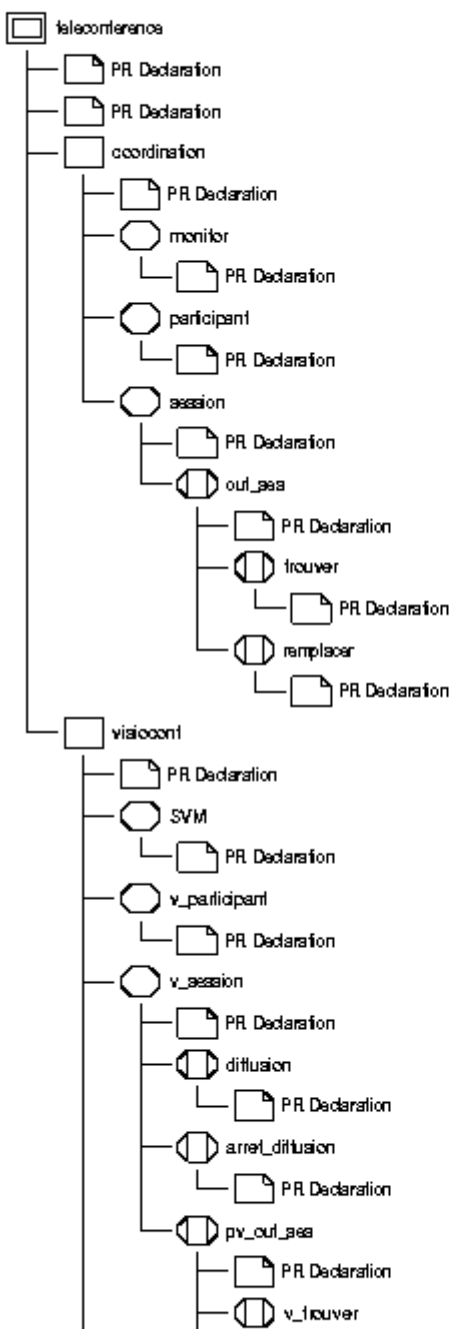 teleconference
PR Declaration
PR Declaration
coordination
PR Declaration
monitor
PR Declaration
participant
PR Declaration
session
PR Declaration
out_ses
PR Declaration
trouver
PR Declaration
remplacer
PR Declaration
visioconf
PR Declaration
SVM
PR Declaration
v_participant
PR Declaration
v_session
PR Declaration
diffusion
PR Declaration
arret_diffusion
PR Declaration
pv_out_ses
PR Declaration
v_trouver